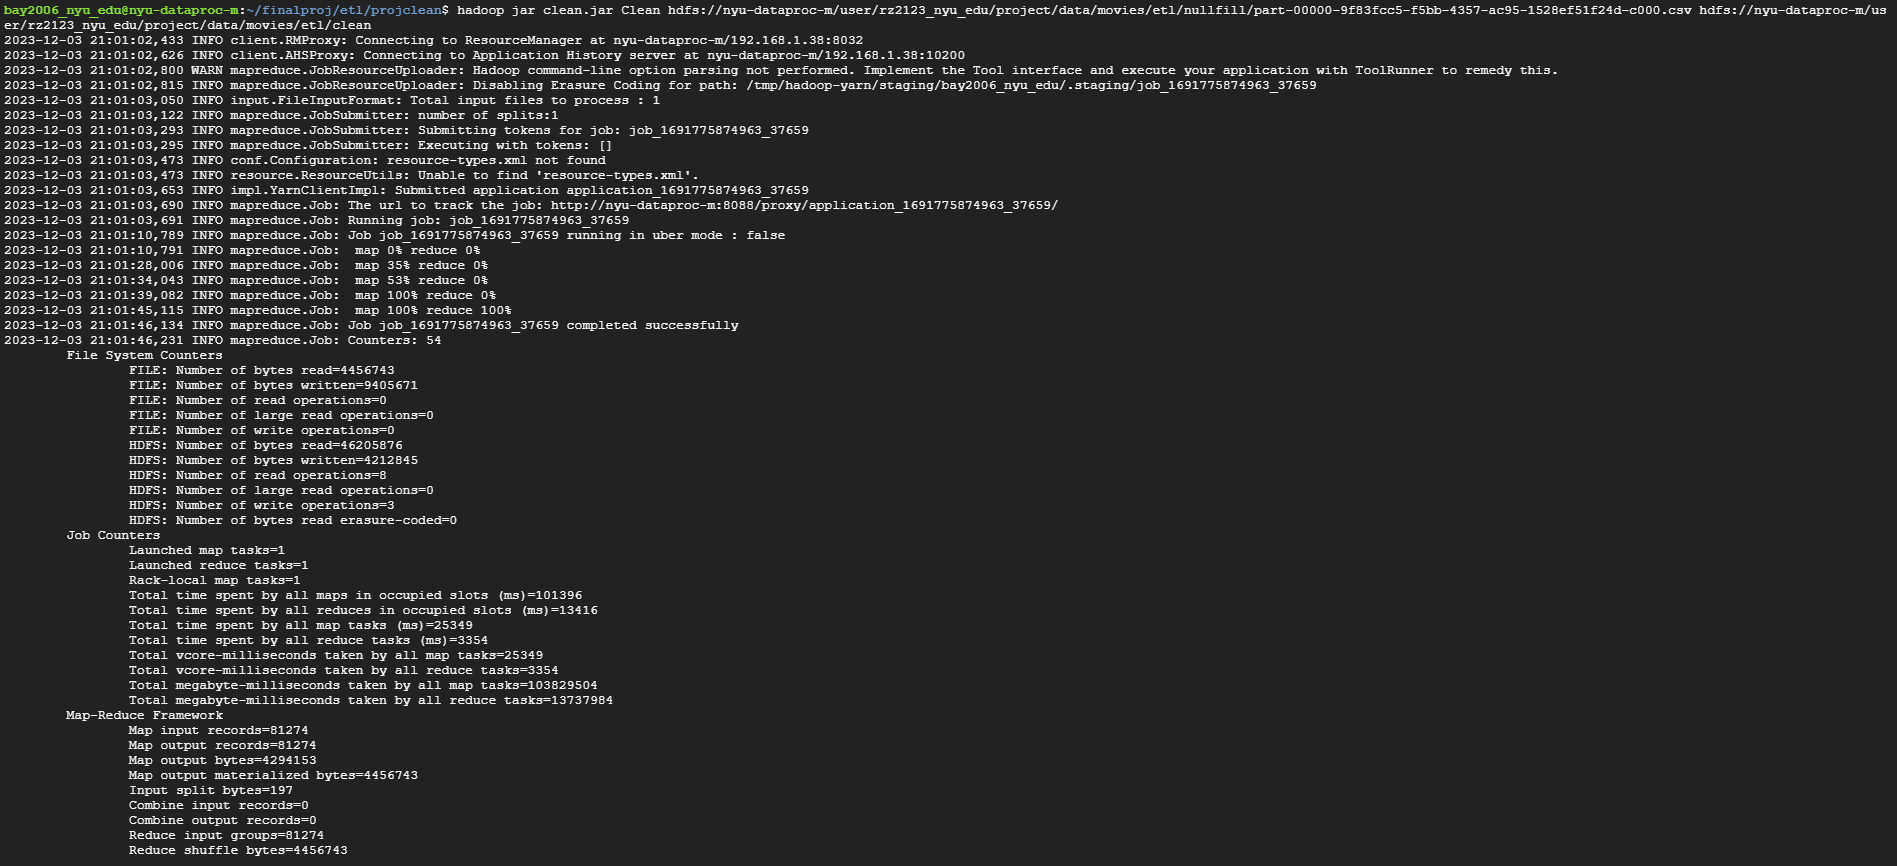 bay2006_nyu_edu@nyu-dataproc-m:~/finalproj/etl/projclean$ hadoop jar clean.jar Clean hdfs://nyu-dataproc-m/user/rz2123_nyu_edu/project/data/movies/etl/nullfill/part-00000-9f83fcc5-f5bb-4357-ac95-1528ef51f24d-c000.csv hdfs://nyu-dataproc-m/us
er/rz2123_nyu_edu/project/data/movies/etl/clean
2023-12-03 21:01:02,433 INFO client.RMProxy: Connecting to ResourceManager at nyu-dataproc-m/192.168.1.38:8032
2023-12-03 21:01:02,626 INFO client.AHSProxy: Connecting to Application History server at nyu-dataproc-m/192.168.1.38:10200
2023-12-03 21:01:02,800 WARN mapreduce.JobResourceUploader: Hadoop command-line option parsing not performed. Implement the Tool interface and execute your application with ToolRunner to remedy this.
2023-12-03 21:01:02,815 INFO mapreduce.JobResourceUploader: Disabling Erasure Coding for path: /tmp/hadoop-yarn/staging/bay2006_nyu_edu/.staging/job_1691775874963_37659
2023-12-03 21:01:03,050 INFO input.FileInputFormat: Total input files to process : 1
2023-12-03 21:01:03,122 INFO mapreduce.JobSubmitter: number of splits:1
2023-12-03 21:01:03,293 INFO mapreduce.JobSubmitter: Submitting tokens for job: job_1691775874963_37659
2023-12-03 21:01:03,295 INFO mapreduce.JobSubmitter: Executing with tokens: []
2023-12-03 21:01:03,473 INFO conf.Configuration: resource-types.xml not found
2023-12-03 21:01:03,473 INFO resource.ResourceUtils: Unable to find 'resource-types.xml'.
2023-12-03 21:01:03,653 INFO impl.YarnClientImpl: Submitted application application_1691775874963_37659
2023-12-03 21:01:03,690 INFO mapreduce.Job: The url to track the job: http://nyu-dataproc-m:8088/proxy/application_1691775874963_37659/
2023-12-03 21:01:03,691 INFO mapreduce.Job: Running job: job_1691775874963_37659
2023-12-03 21:01:10,789 INFO mapreduce.Job: Job job_1691775874963_37659 running in uber mode : false
2023-12-03 21:01:10,791 INFO mapreduce.Job:  map 0% reduce 0%
2023-12-03 21:01:28,006 INFO mapreduce.Job:  map 35% reduce 0%
2023-12-03 21:01:34,043 INFO mapreduce.Job:  map 53% reduce 0%
2023-12-03 21:01:39,082 INFO mapreduce.Job:  map 100% reduce 0%
2023-12-03 21:01:45,115 INFO mapreduce.Job:  map 100% reduce 100%
2023-12-03 21:01:46,134 INFO mapreduce.Job: Job job_1691775874963_37659 completed successfully
2023-12-03 21:01:46,231 INFO mapreduce.Job: Counters: 54
File System Counters
FILE: Number of bytes read=4456743
FILE: Number of bytes written=9405671
FILE: Number of read operations=0
FILE: Number of large read operations=0
FILE: Number of write operations=0
HDFS: Number of bytes read=46205876
HDFS: Number of bytes written=4212845
HDFS: Number of read operations=8
HDFS: Number of large read operations=0
HDFS: Number of write operations=3
HDFS: Number of bytes read erasure-coded=0
Job Counters
Launched map tasks=1
Launched reduce tasks=1
Rack-local map tasks=1
Total time spent by all maps in occupied slots (ms)=101396
Total time spent by all reduces in occupied slots (ms)=13416
Total time spent by all map tasks (ms)=25349
Total time spent by all reduce tasks (ms)=3354
Total vcore-milliseconds taken by all map tasks=25349
Total vcore-milliseconds taken by all reduce tasks=3354
Total megabyte-milliseconds taken by all map tasks=103829504
Total megabyte-milliseconds taken by all reduce tasks=13737984
Map-Reduce Framework
Map input records=81274
Map output records=81274
Map output bytes=4294153
Map output materialized bytes=4456743
Input split bytes=197
Combine input records=0
Combine output records=0
Reduce input groups=81274
Reduce shuffle bytes=4456743